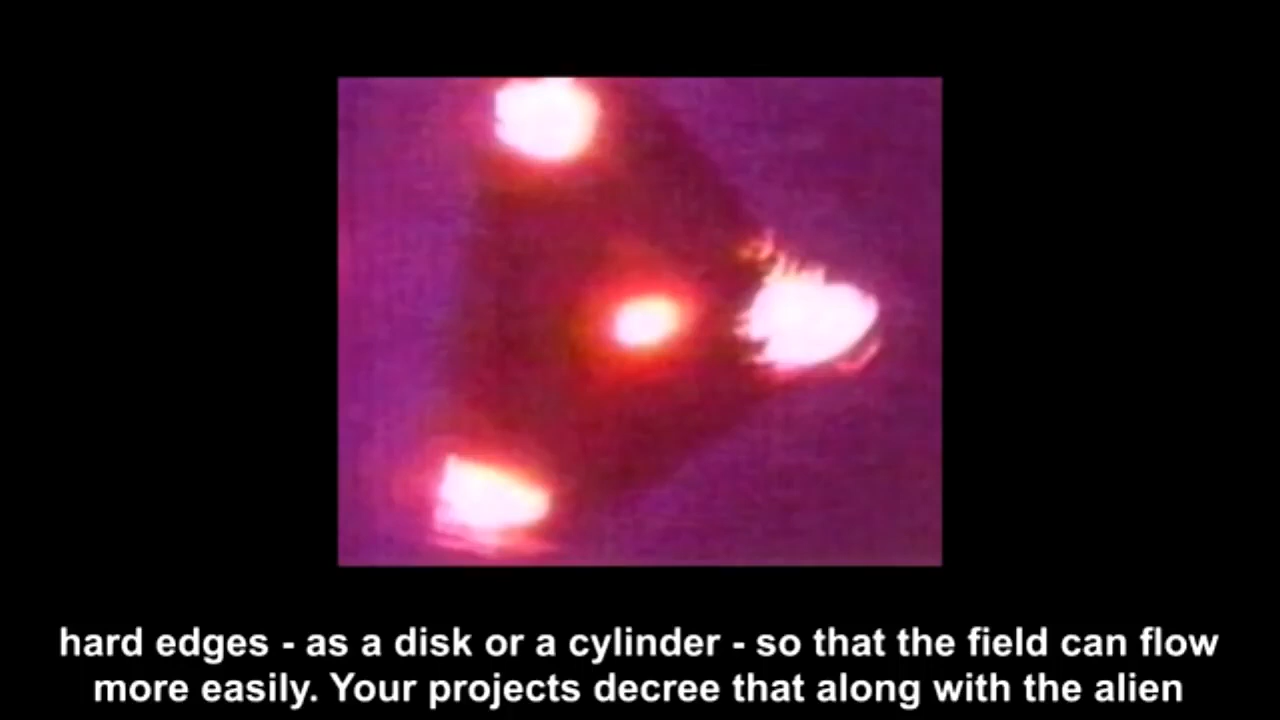 hard edges - as a disk or a cylinder - so that the field can flow
more easily. Your projects decree that along with the alien